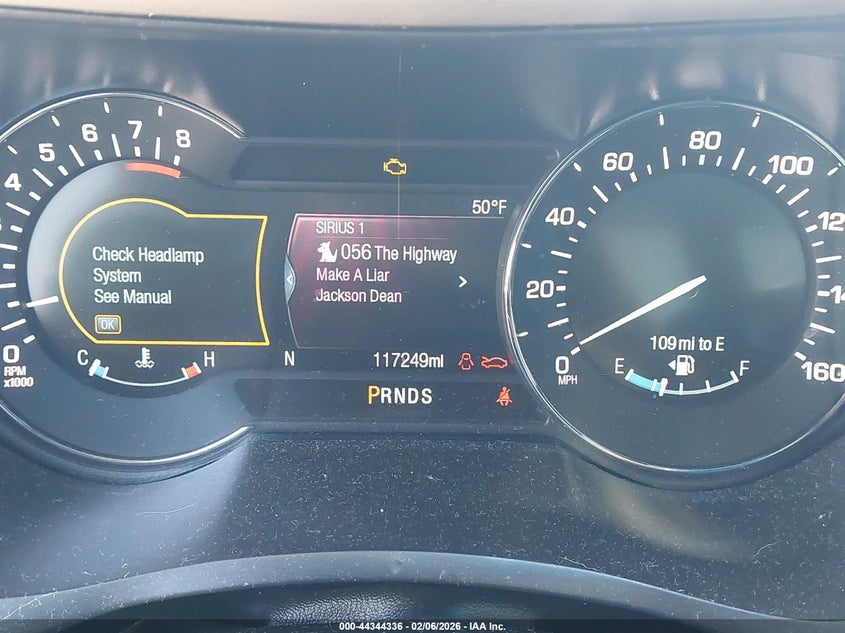 4
5
6
7
8
0
RPM
x1000
Check Headlamp
System
See Manual
OK
C
H
50°F
SIRIUS 1
056 The Highway
Make A Liar
Jackson Dean
N
117249mi
PRNDS
0
20
40
60
80
100
160
MPH
109 mi to E
E
F
000-44344336 - 02/06/2026 - IAA Inc.